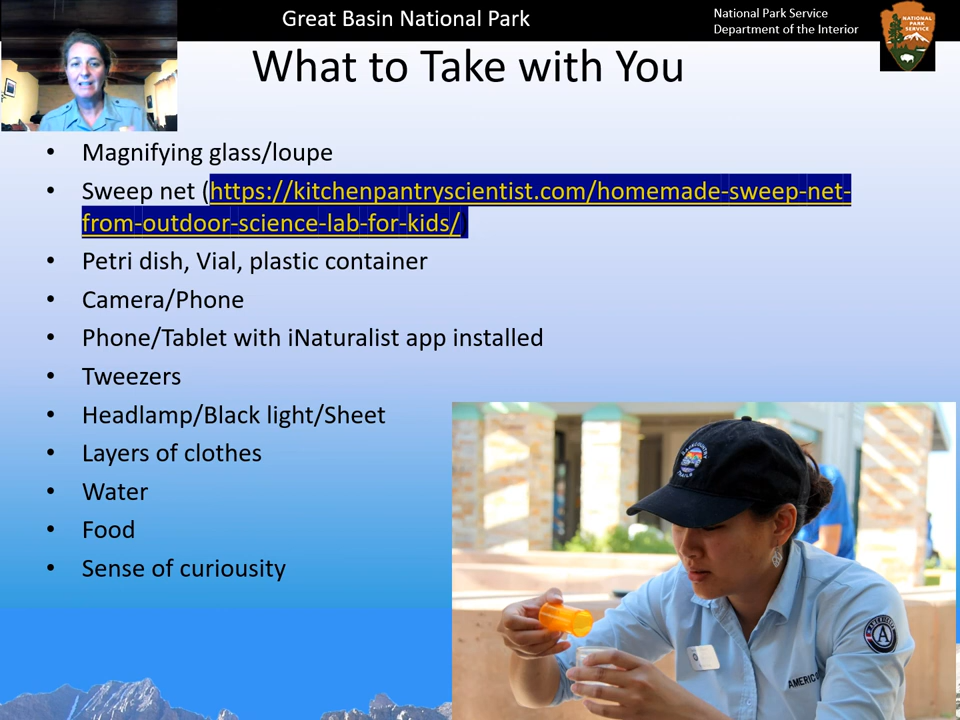 Great Basin National Park
National Park Service
Department of the Interior
NATIONAL
PARK
SERVICE
What to Take with You
• Magnifying glass/loupe
• Sweep net (https://kitchenpantryscientist.com/homemade-sweep-net-
from-outdoor-science-lab-for-kids/)
• Petri dish, Vial, plastic container
• Camera/Phone
• Phone/Tablet with iNaturalist app installed
• Tweezers
• Headlamp/Black light/Sheet
• Layers of clothes
• Water
• Food
• Sense of curiousity
A